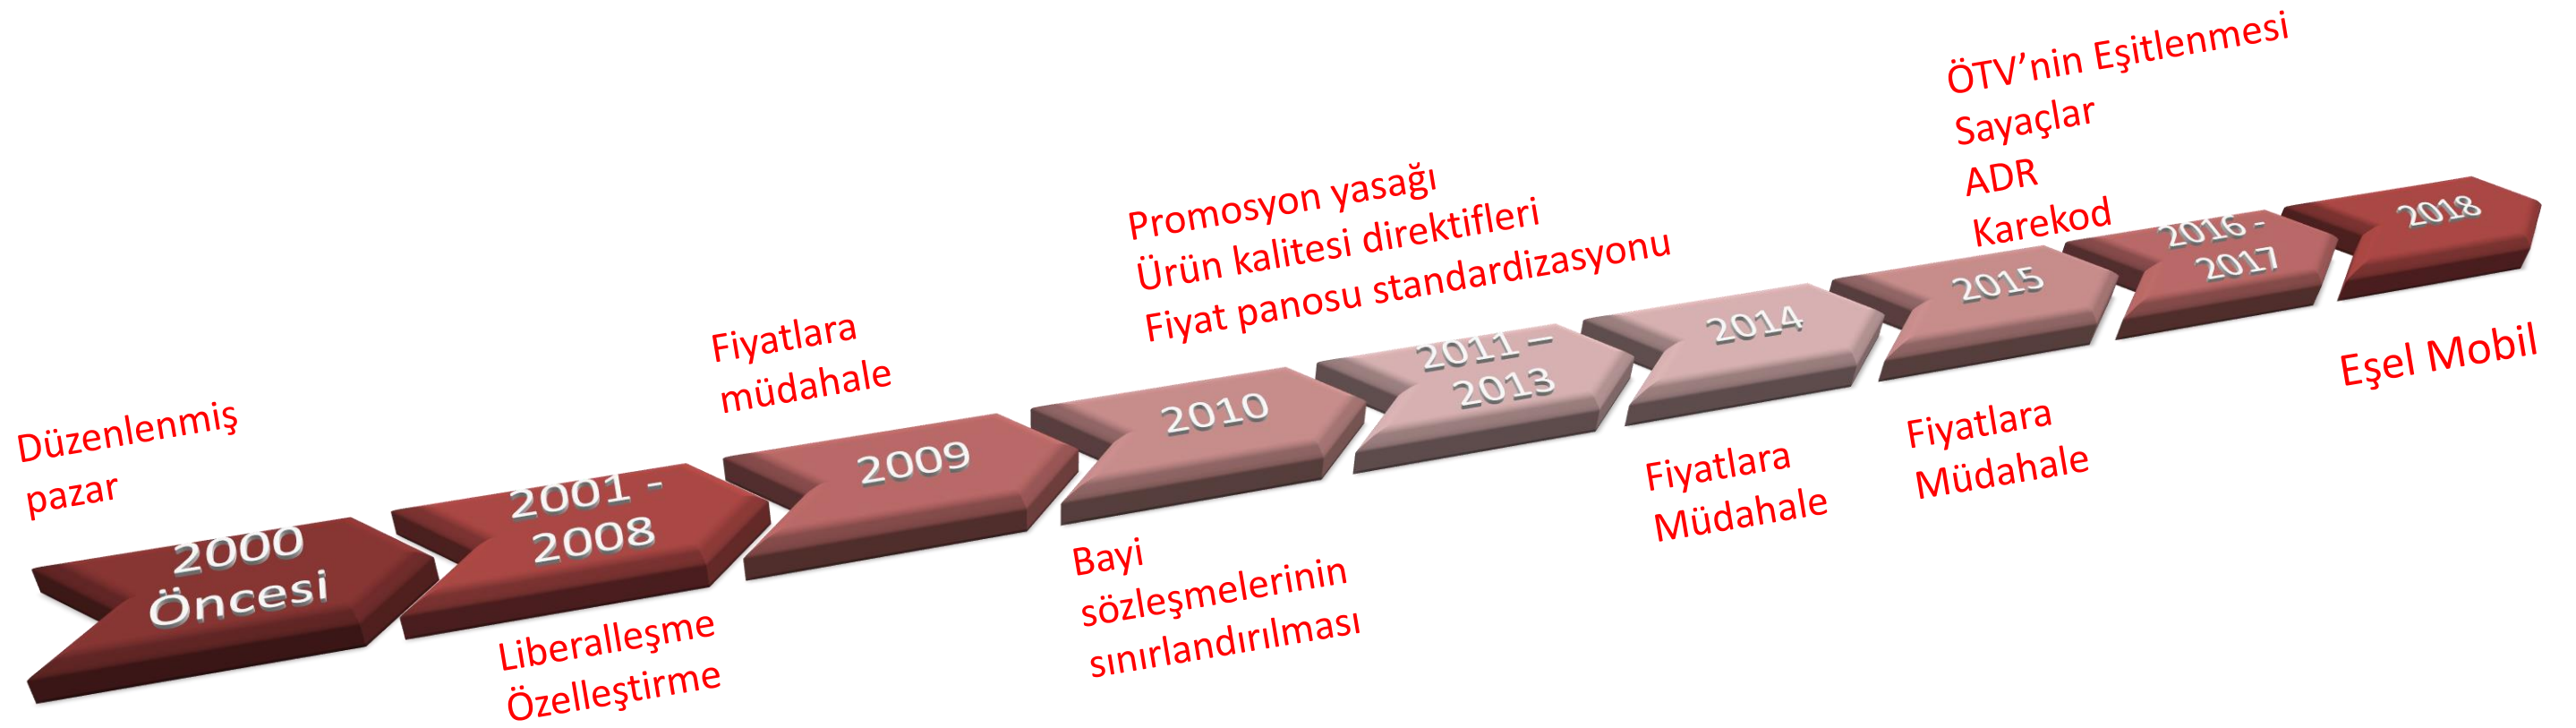 Düzenlenmiş
pazar
2000
Öncesi
2001 -
2008
Liberalleşme
Özelleştirme
Fiyatlara
müdahale
2009
2010
Bayi
sözleşmelerinin
sınırlandırılması
Promosyon yasağı
Ürün kalitesi direktifleri
Fiyat panosu standardizasyonu
2011 –
2013
2014
Fiyatlara
Müdahale
2015
Fiyatlara
Müdahale
ÖTV’nin Eşitlenmesi
Sayaçlar
ADR
Karekod
2016 -
2017
2018
Eşel Mobil